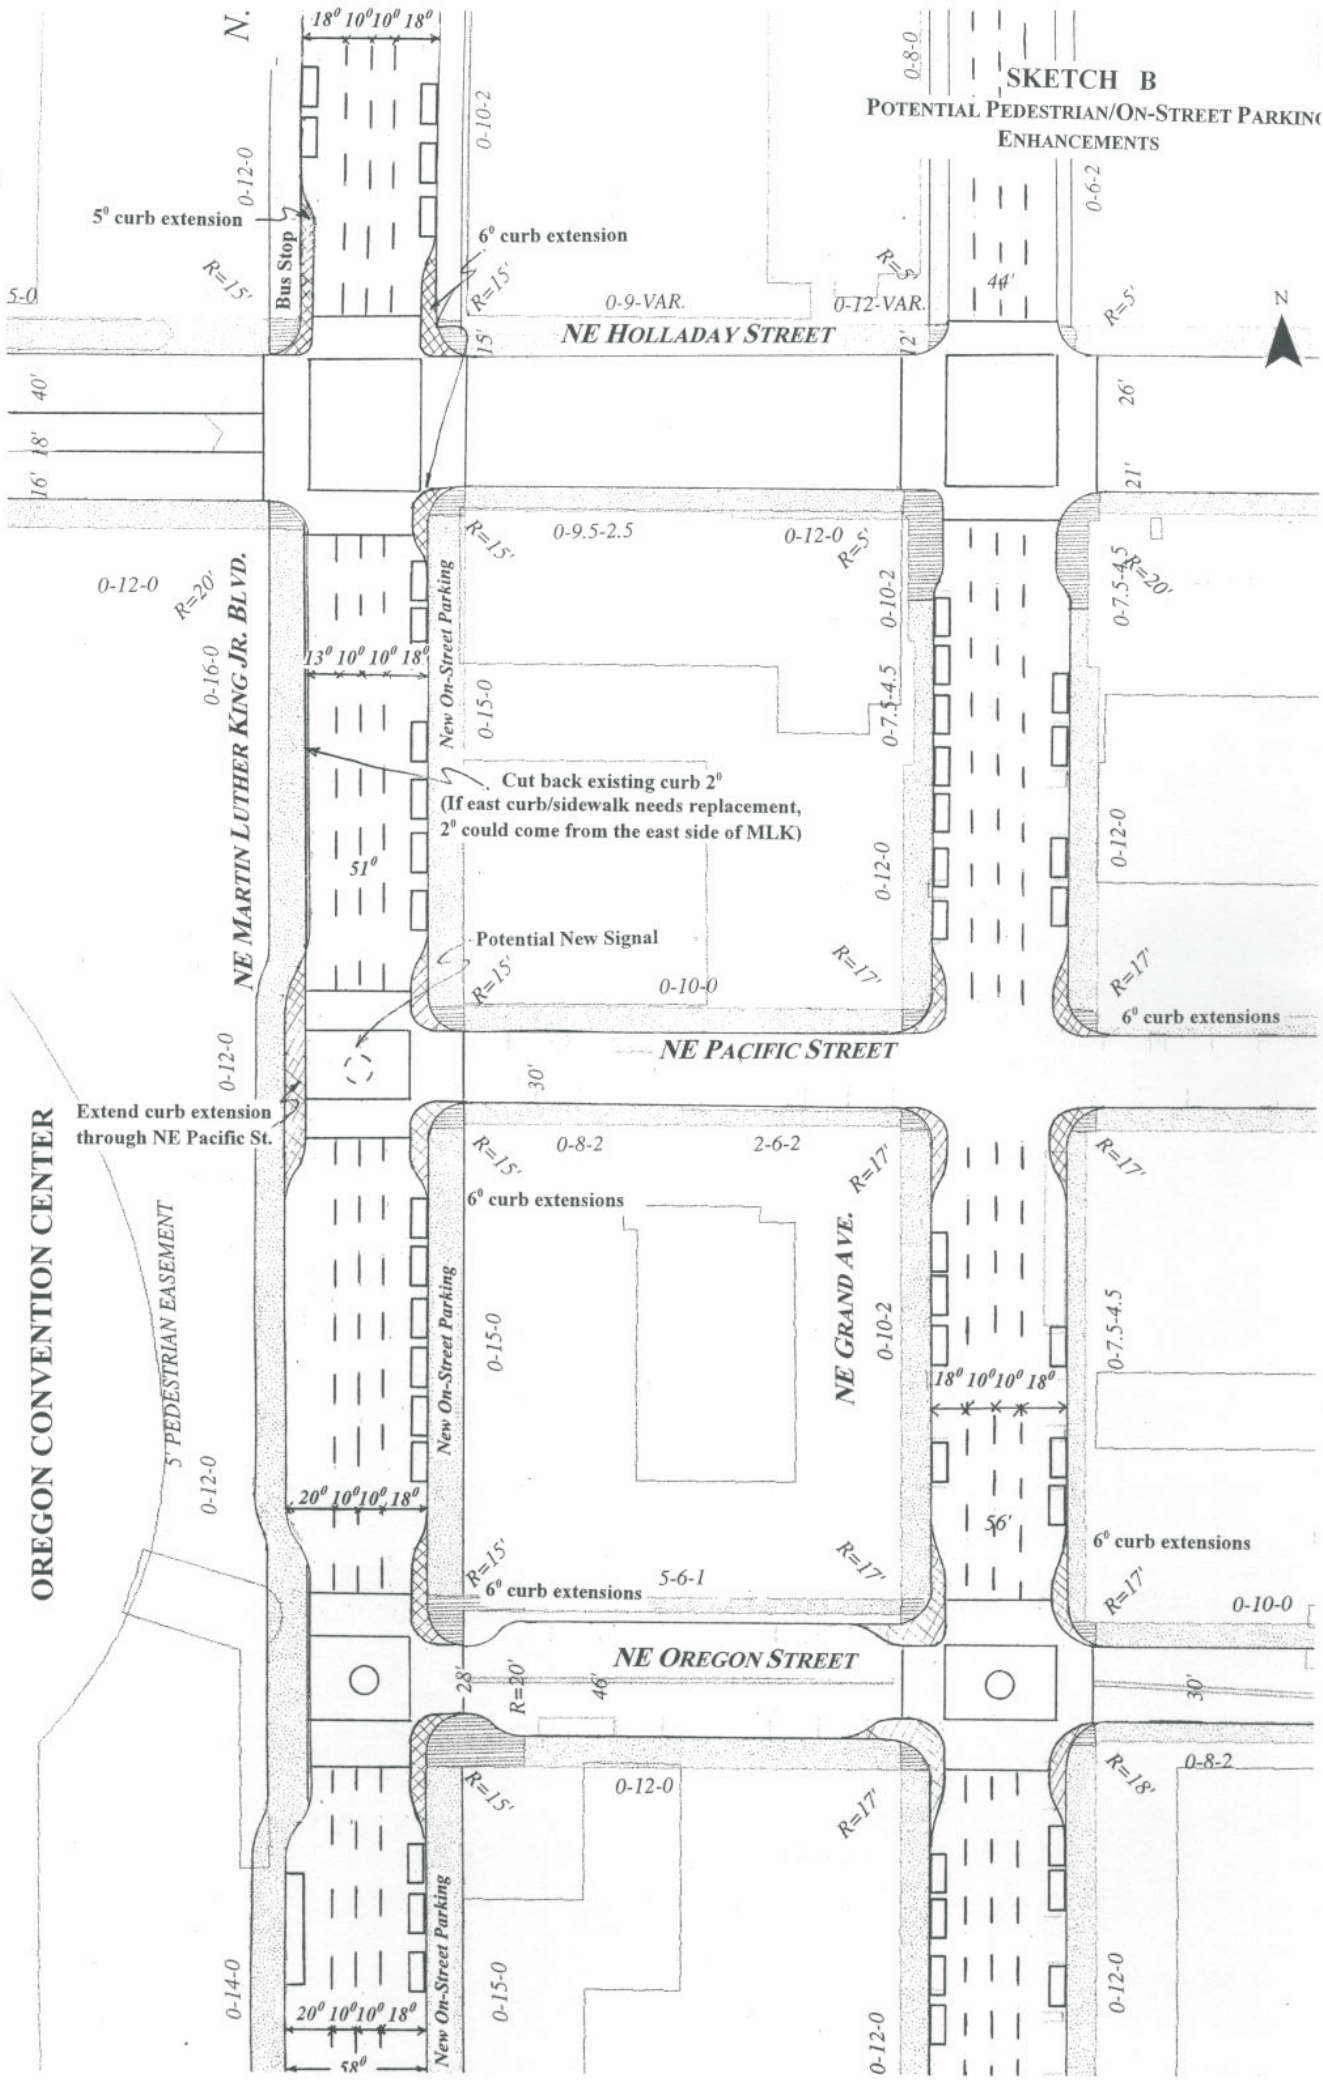 N.
18⁰ 10⁰ 10⁰ 18⁰
0-8-0
SKETCH B
POTENTIAL PEDESTRIAN/ON-STREET PARKING
ENHANCEMENTS
0-10-2
0-12-0
0-6-2
5⁰ curb extension
6⁰ curb extension
Bus Stop
R=15'
R=15'
R=5'
44'
R=5'
N
5-0
0-9-VAR.
0-12-VAR.
15'
NE HOLLADAY STREET
12'
40'
26'
18'
16'
21'
R=15'
0-9.5-2.5
0-12-0
R=5'
0-12-0
R=20'
0-7.5-4.5
R=20'
0-10-2
NE MARTIN LUTHER KING JR. BLVD.
0-16-0
13⁰ 10⁰ 10⁰ 18⁰
New On-Street Parking
0-15-0
0-7.5-4.5
Cut back existing curb 2⁰
(If east curb/sidewalk needs replacement,
2⁰ could come from the east side of MLK)
51⁰
0-12-0
0-12-0
Potential New Signal
R=15'
0-10-0
R=17'
R=17'
6⁰ curb extensions
NE PACIFIC STREET
0-12-0
30'
Extend curb extension
through NE Pacific St.
R=15'
0-8-2
2-6-2
R=17'
R=17'
6⁰ curb extensions
OREGON CONVENTION CENTER
5' PEDESTRIAN EASEMENT
New On-Street Parking
0-15-0
NE GRAND AVE.
0-10-2
0-7.5-4.5
18⁰ 10⁰ 10⁰ 18⁰
0-12-0
20⁰ 10⁰ 10⁰ 18⁰
56'
6⁰ curb extensions
R=15'
6⁰ curb extensions
5-6-1
R=17'
R=17'
0-10-0
NE OREGON STREET
28'
R=20'
46'
30'
R=15'
0-12-0
R=17'
R=18'
0-8-2
0-14-0
New On-Street Parking
0-15-0
0-12-0
0-12-0
20⁰ 10⁰ 10⁰ 18⁰
58⁰